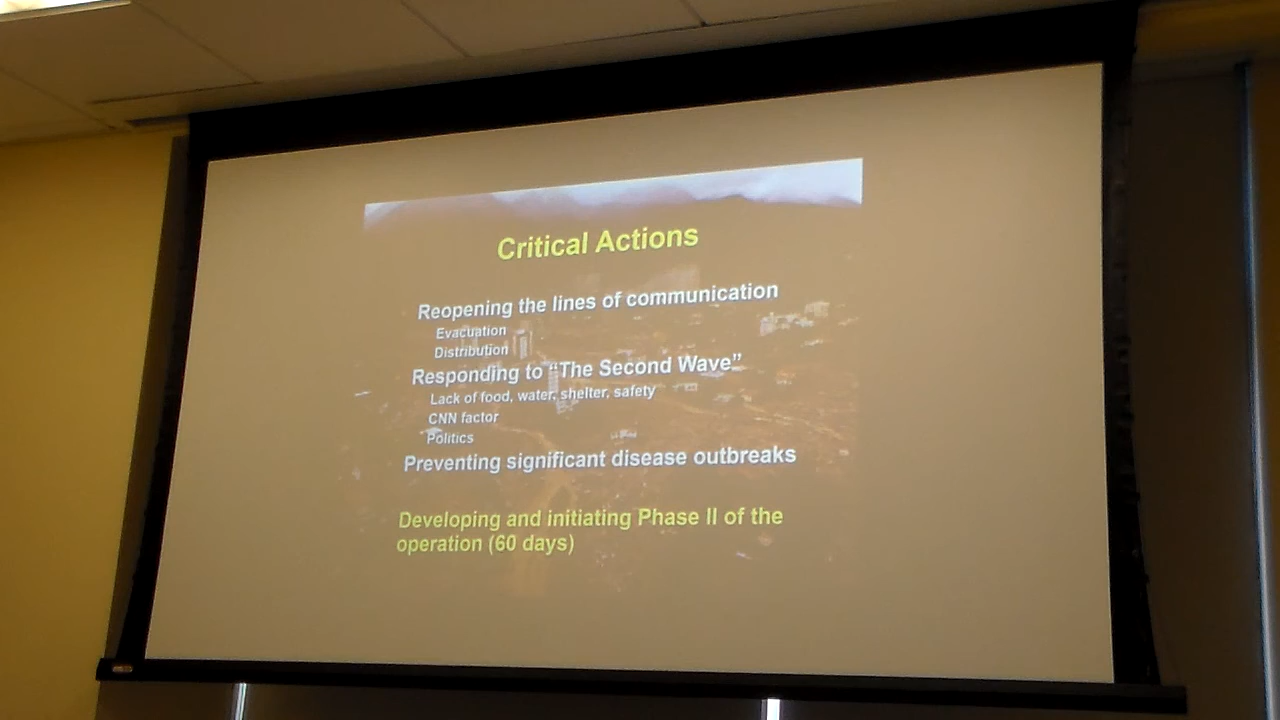 Critical Actions
Reopening the lines of communication
Evacuation
Distribution
Responding to “The Second Wave”
Lack of food, water, shelter, safety
CNN factor
Politics
Preventing significant disease outbreaks
Developing and initiating Phase II of the
operation (60 days)